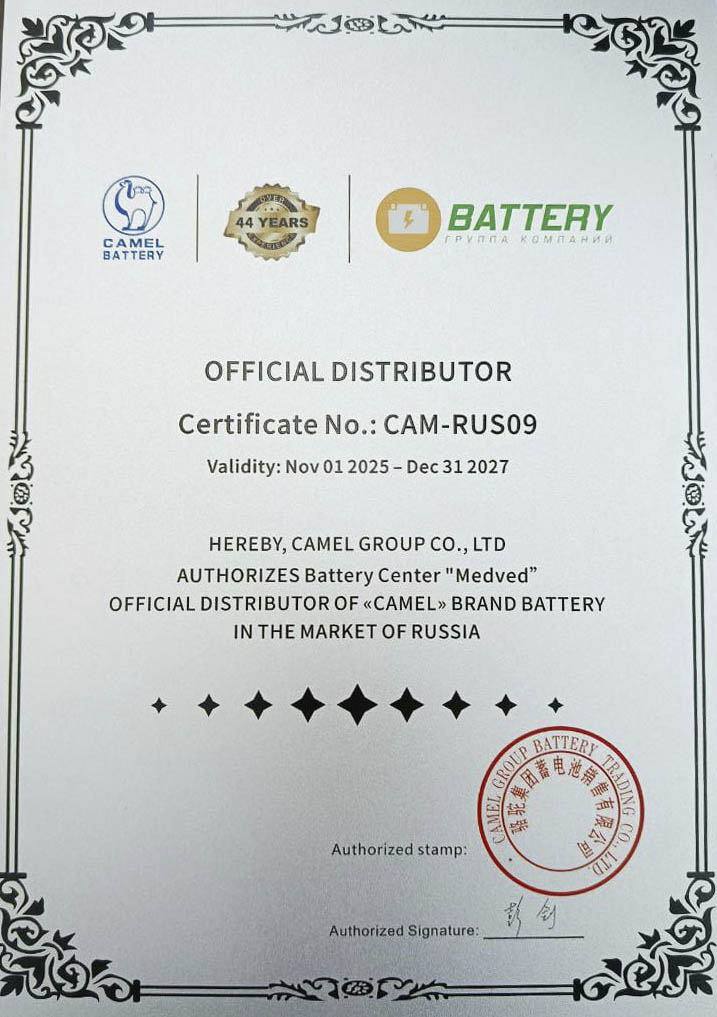 CAMEL
BATTERY
OVER
44 YEARS
EXPERIENCE
BATTERY
ГРУППА КОМПАНИЙ
OFFICIAL DISTRIBUTOR
Certificate No.: CAM-RUS09
Validity: Nov 01 2025 – Dec 31 2027
HEREBY, CAMEL GROUP CO., LTD
AUTHORIZES Battery Center "Medved”
OFFICIAL DISTRIBUTOR OF «CAMEL» BRAND BATTERY
IN THE MARKET OF RUSSIA
CAMEL GROUP BATTERY TRADING CO., LTD.
骆驼集团蓄电池销售有限公司
Authorized stamp:
彭剑
Authorized Signature: